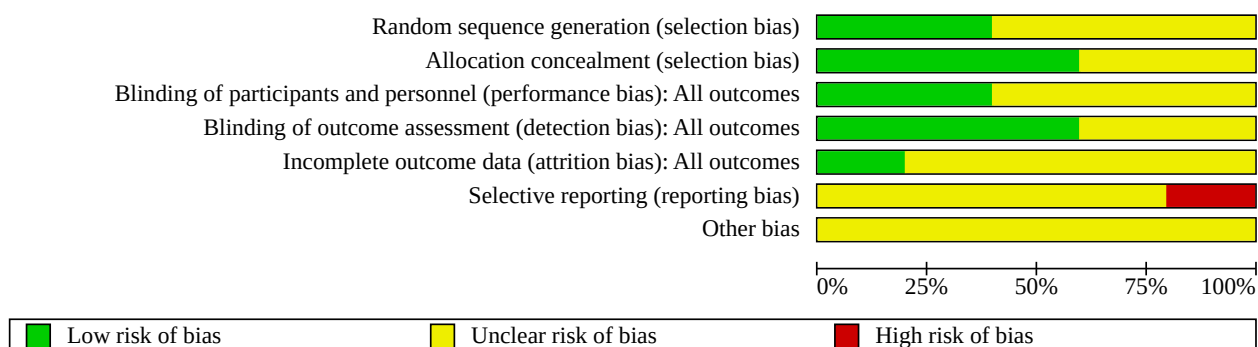 Random sequence generation (selection bias)
Allocation concealment (selection bias)
Blinding of participants and personnel (performance bias): All outcomes
Blinding of outcome assessment (detection bias): All outcomes
Incomplete outcome data (attrition bias): All outcomes
Selective reporting (reporting bias)
Other bias
0% 25% 50% 75% 100%
Low risk of bias Unclear risk of bias High risk of bias